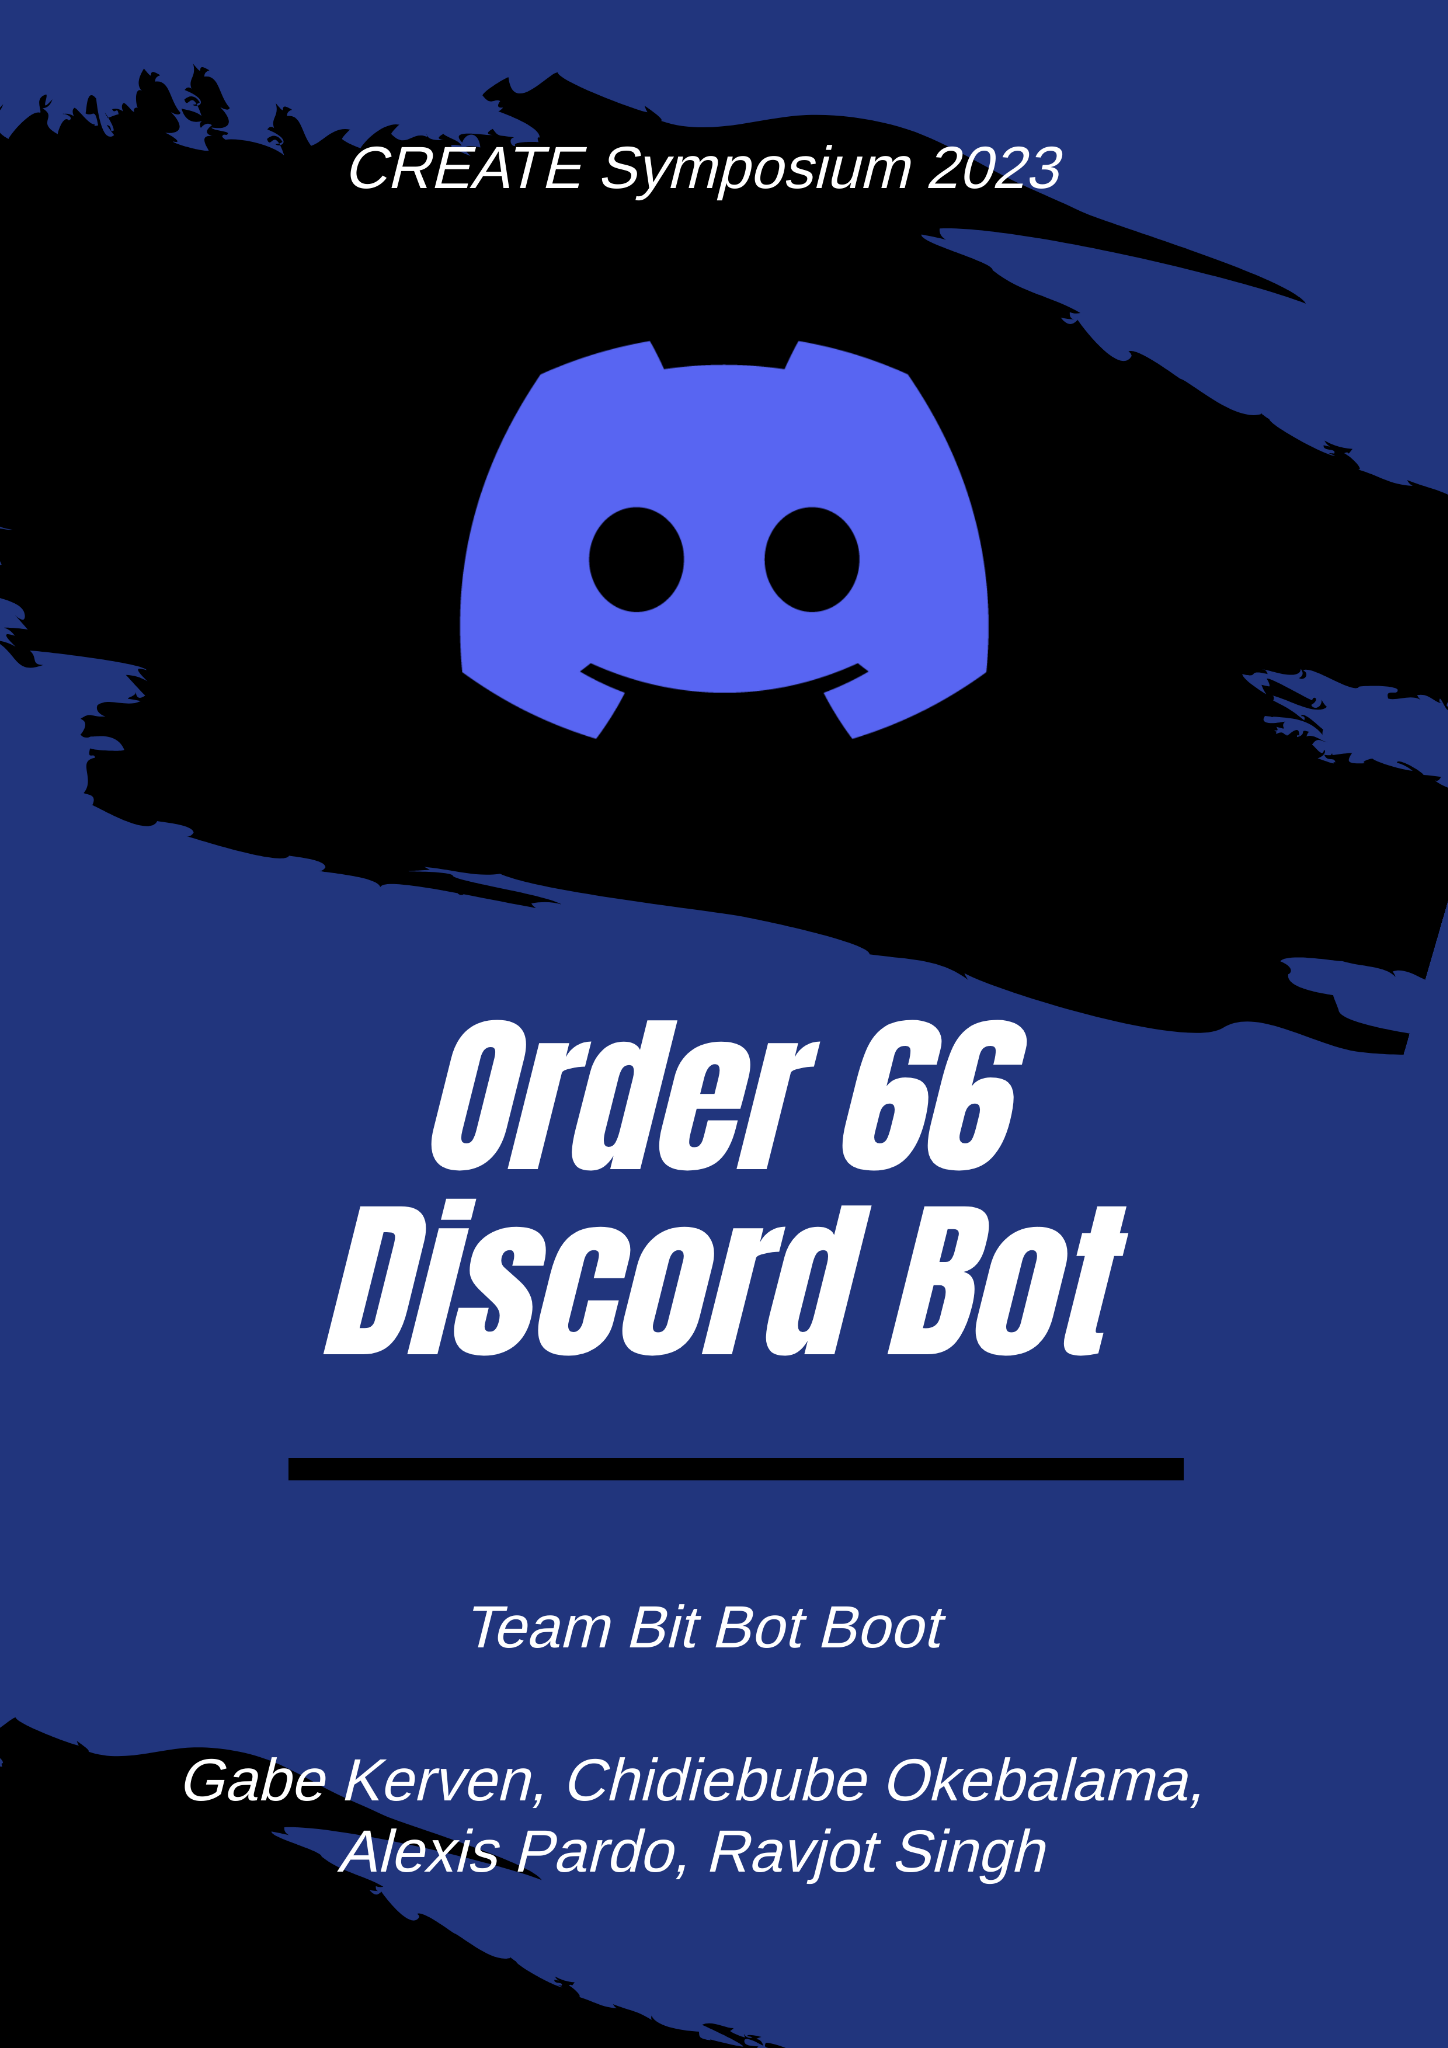 CREATE Symposium 2023
Order 66
Discord Bot
Team Bit Bot Boot
Gabe Kerven, Chidiebube Okebalama,
Alexis Pardo, Ravjot Singh